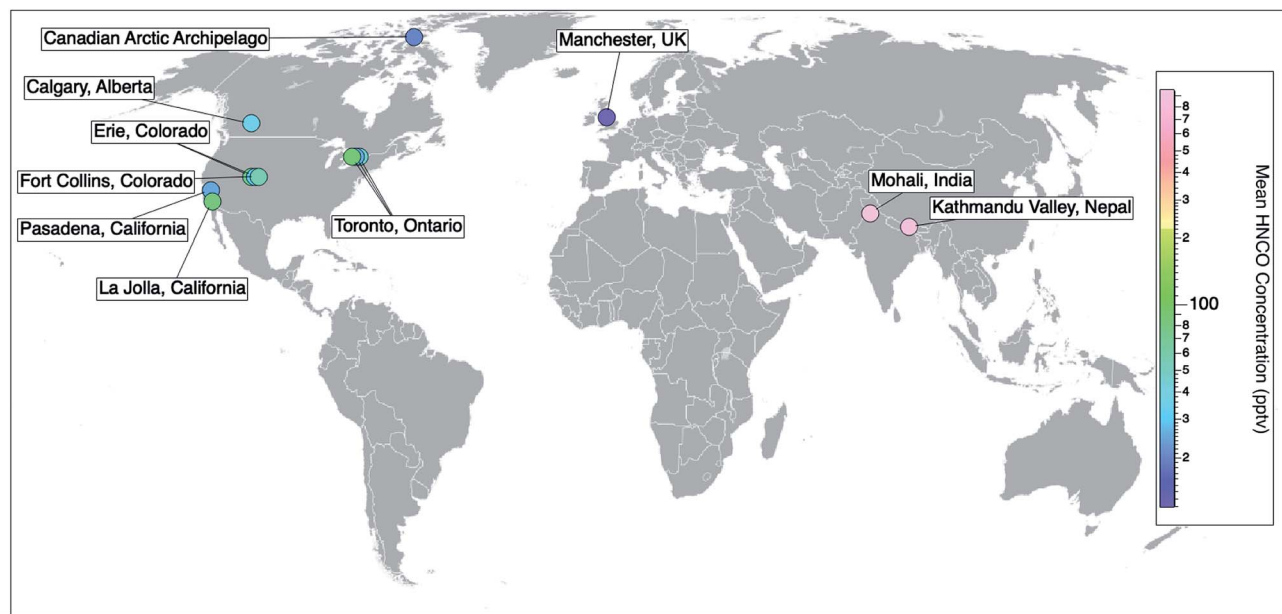 Canadian Arctic Archipelago
Manchester, UK
Calgary, Alberta
Erie, Colorado
Fort Collins, Colorado
Mohali, India
Kathmandu Valley, Nepal
Pasadena, California
Toronto, Ontario
La Jolla, California
8
7
6
5
4
3
2
100
8
7
6
5
4
3
2
Mean HNCO Concentration (pptv)